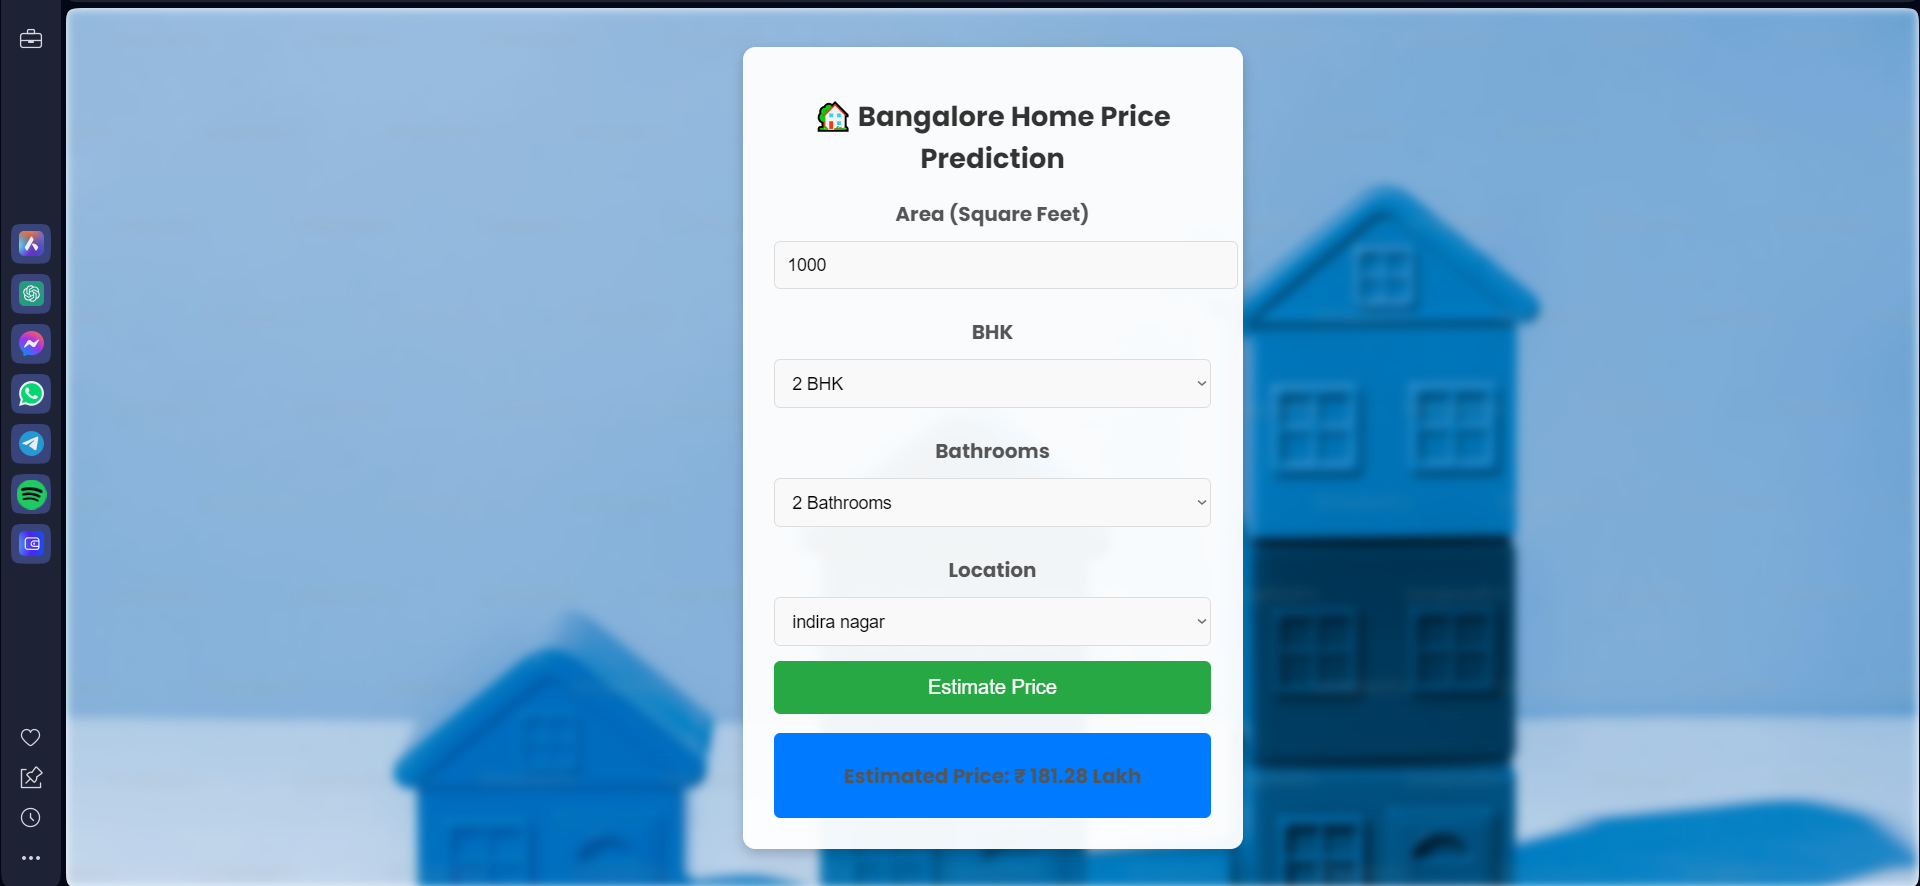 Bangalore Home Price
Prediction
Area (Square Feet)
1000
BHK
2 BHK
Bathrooms
2 Bathrooms
Location
indira nagar
Estimate Price
Estimated Price: ₹ 181.28 Lakh